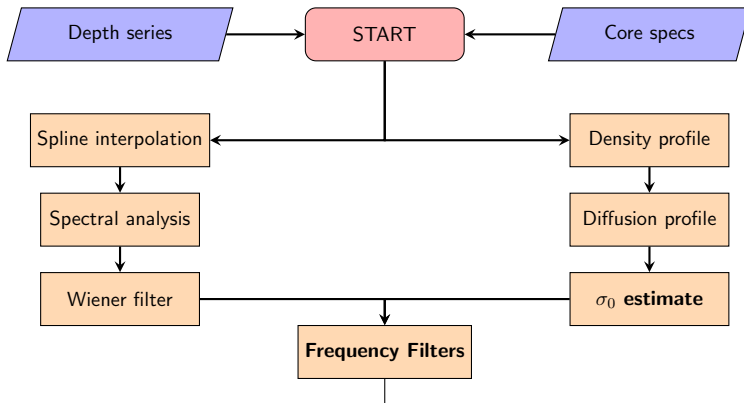 Depth series
START
Core specs
Spline interpolation
Density profile
Spectral analysis
Diffusion profile
Wiener filter
σ₀ estimate
Frequency Filters